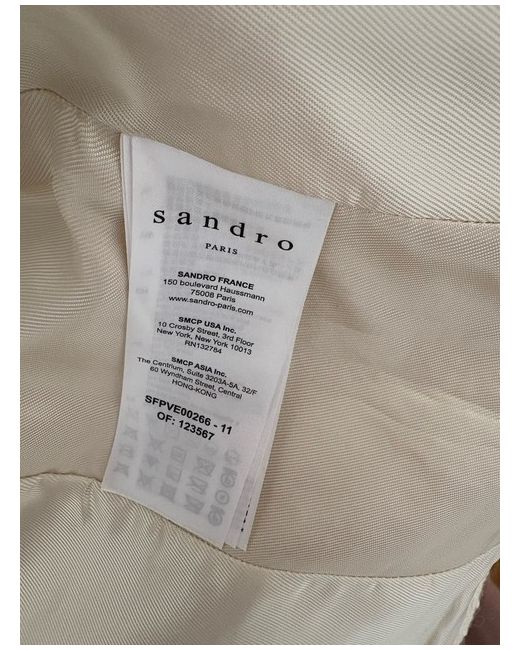 sandro
PARIS
SANDRO FRANCE
150 boulevard Haussmann
75008 Paris
www.sandro-paris.com
SMCP USA Inc.
10 Crosby Street, 3rd Floor
New York, New York 10013
RN132784
SMCP ASIA Inc.
The Centrium, Suite 3203A-5A, 32/F
60 Wyndham Street, Central
HONG-KONG
SFPVE00266 - 11
OF: 123567